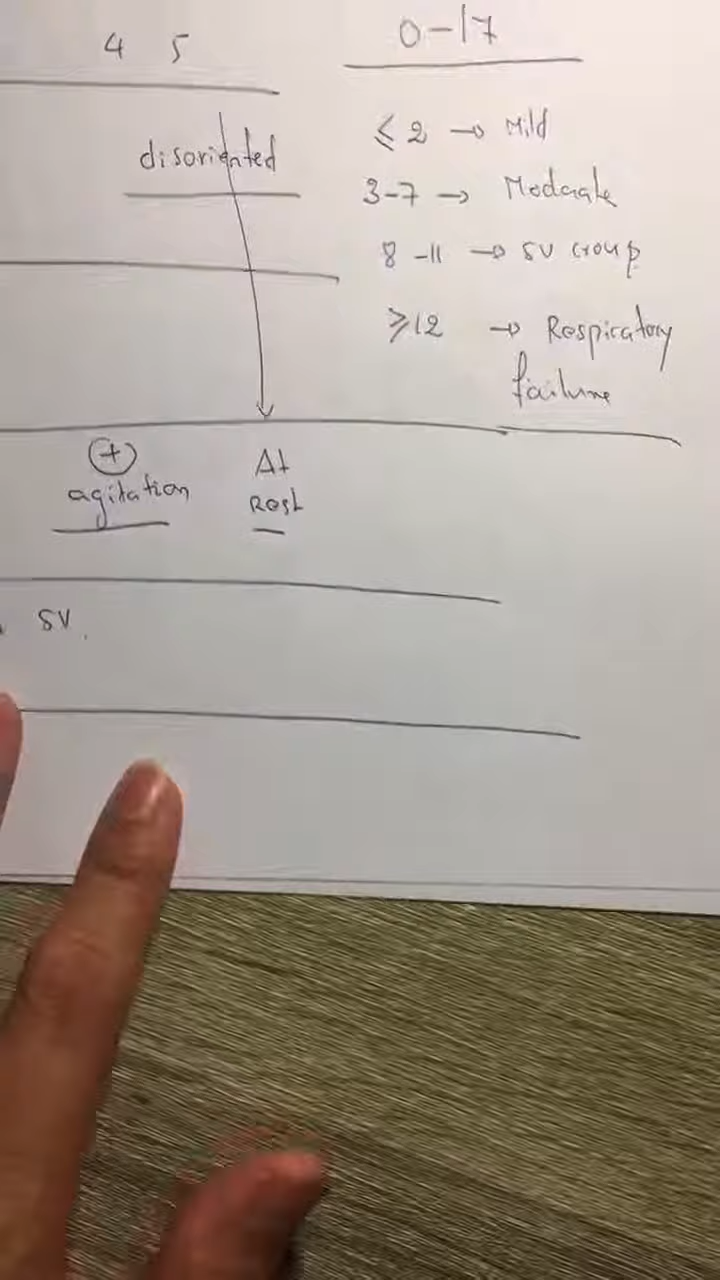 4 5
0-17
disoriented
≤ 2 → Mild
3-7 → Moderate
8-11 → SV croup
≥12 → Respiratory
failure
+
agitation
At
Rest
SV.